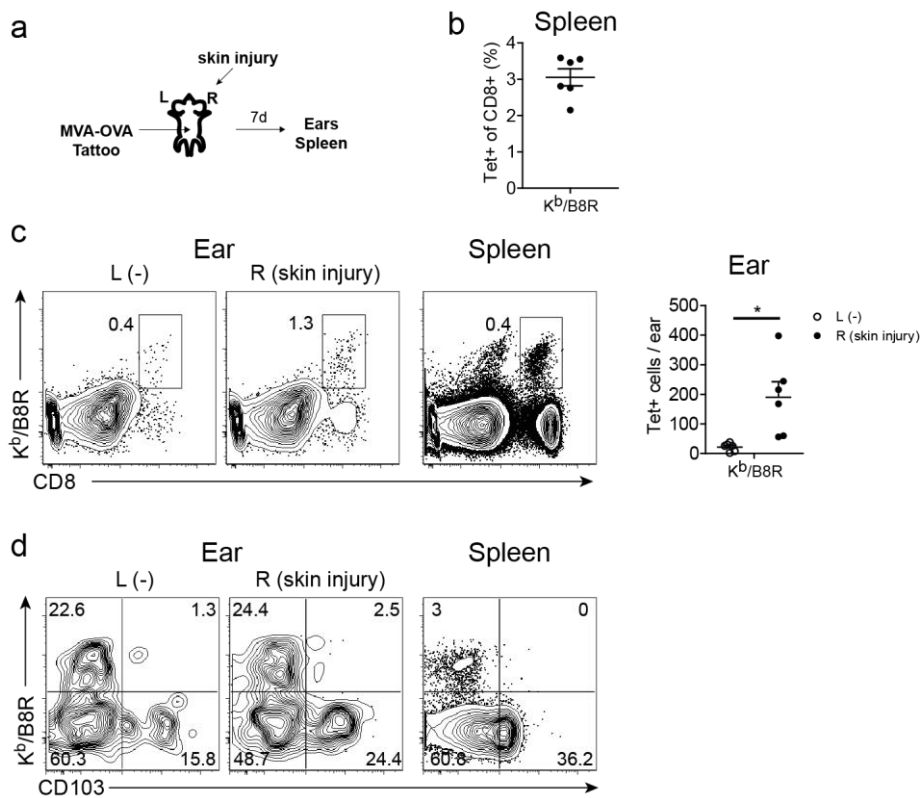 a
skin injury
L R
MVA-OVA
Tattoo
7d
Ears
Spleen
b
Spleen
Tet+ of CD8+ (%)
4
3
2
1
0
Kb/B8R
c
Ear
L (-)
R (skin injury)
Spleen
0.4
1.3
0.4
Kb/B8R
CD8
Ear
Tet+ cells / ear
500
400
300
200
100
0
*
Kb/B8R
L (-)
R (skin injury)
d
Ear
L (-)
R (skin injury)
Spleen
22.6 1.3
60.3 15.8
24.4 2.5
48.7 24.4
3 0
60.8 36.2
Kb/B8R
CD103